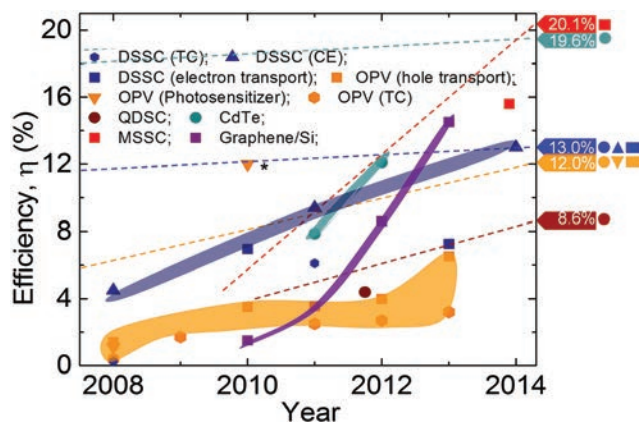 20
16
12
8
4
0
Efficiency, η (%)
DSSC (TC); DSSC (CE);
DSSC (electron transport); OPV (hole transport);
OPV (Photosensitizer); OPV (TC)
QDSC; CdTe;
MSSC; Graphene/Si;
*
20.1%
19.6%
13.0%
12.0%
8.6%
2008 2010 2012 2014
Year